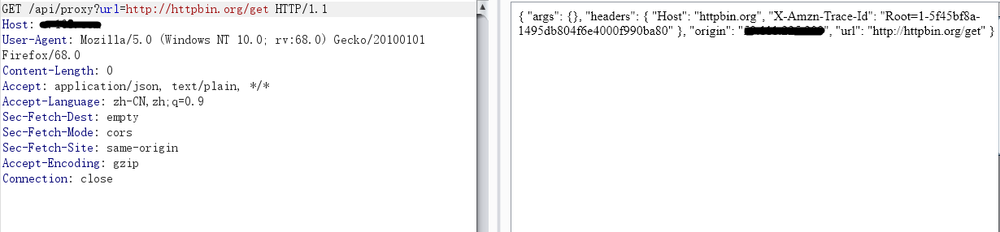 GET /api/proxy?url=http://httpbin.org/get HTTP/1.1
Host:
User-Agent: Mozilla/5.0 (Windows NT 10.0; rv:68.0) Gecko/20100101
Firefox/68.0
Content-Length: 0
Accept: application/json, text/plain, */*
Accept-Language: zh-CN,zh;q=0.9
Sec-Fetch-Dest: empty
Sec-Fetch-Mode: cors
Sec-Fetch-Site: same-origin
Accept-Encoding: gzip
Connection: close
{ "args": {}, "headers": { "Host": "httpbin.org", "X-Amzn-Trace-Id": "Root=1-5f45bf8a-
1495db804f6e4000f990ba80" }, "origin": "", "url": "http://httpbin.org/get" }